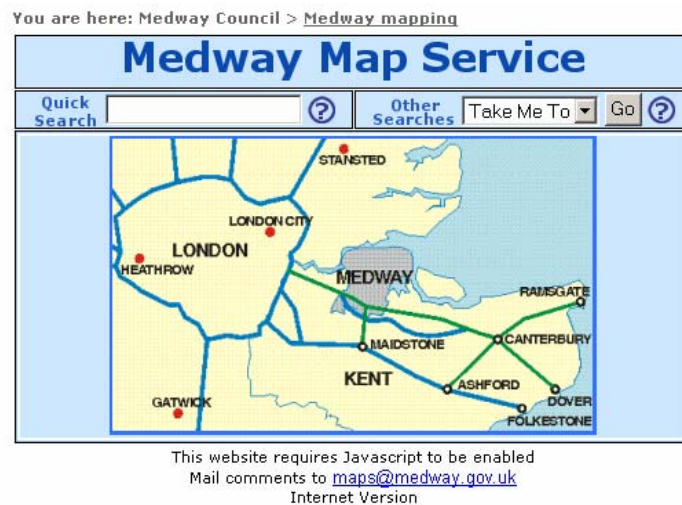 You are here: Medway Council > Medway mapping
Medway Map Service
Quick Search
?
Other Searches
Take Me To
Go
?
STANSTED
LONDON CITY
LONDON
HEATHROW
MEDWAY
RAMSGATE
MAIDSTONE
CANTERBURY
KENT
ASHFORD
GATWICK
DOVER
FOLKESTONE
This website requires Javascript to be enabled
Mail comments to maps@medway.gov.uk
Internet Version